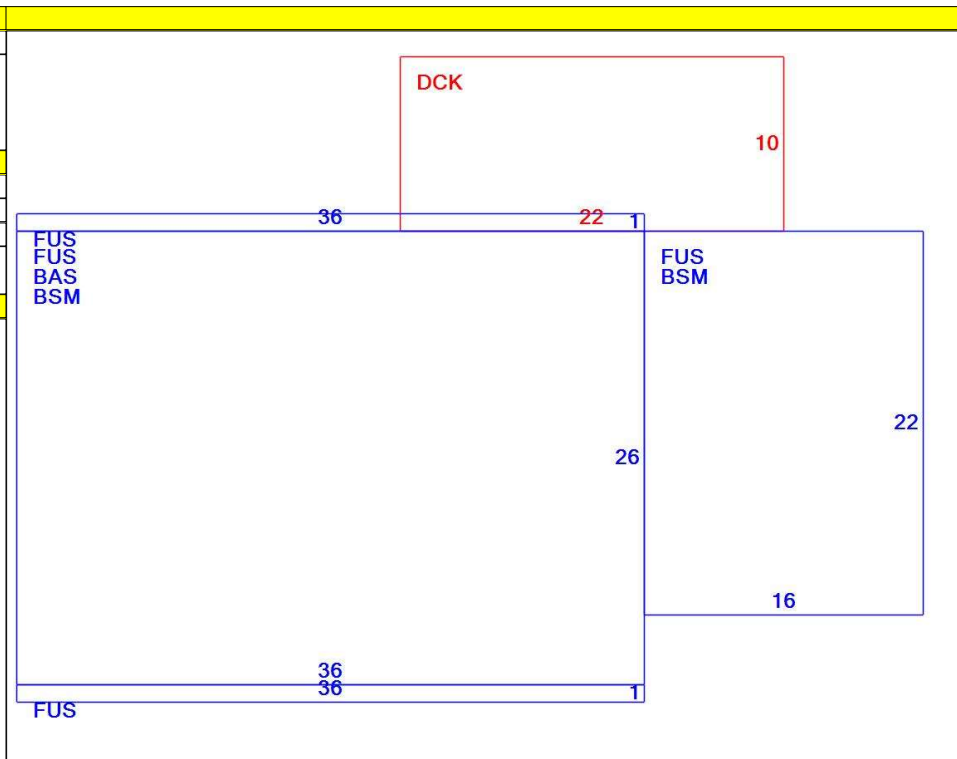 DCK
10
36 22 1
FUS
FUS FUS
BAS BSM
BSM
22
26
16
36
36 1
FUS